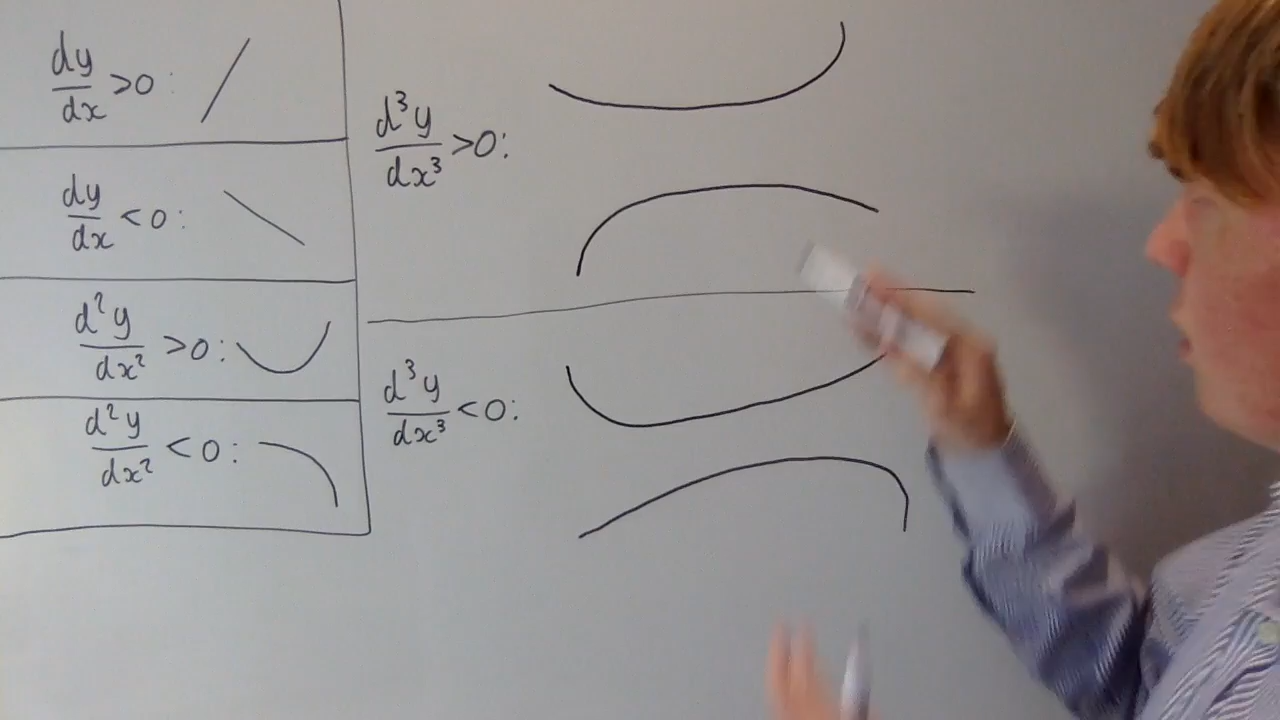 dy/dx >0 :
dy/dx <0 :
d²y/dx² >0 :
d²y/dx² <0 :
d³y/dx³ >0 :
d³y/dx³ <0 :